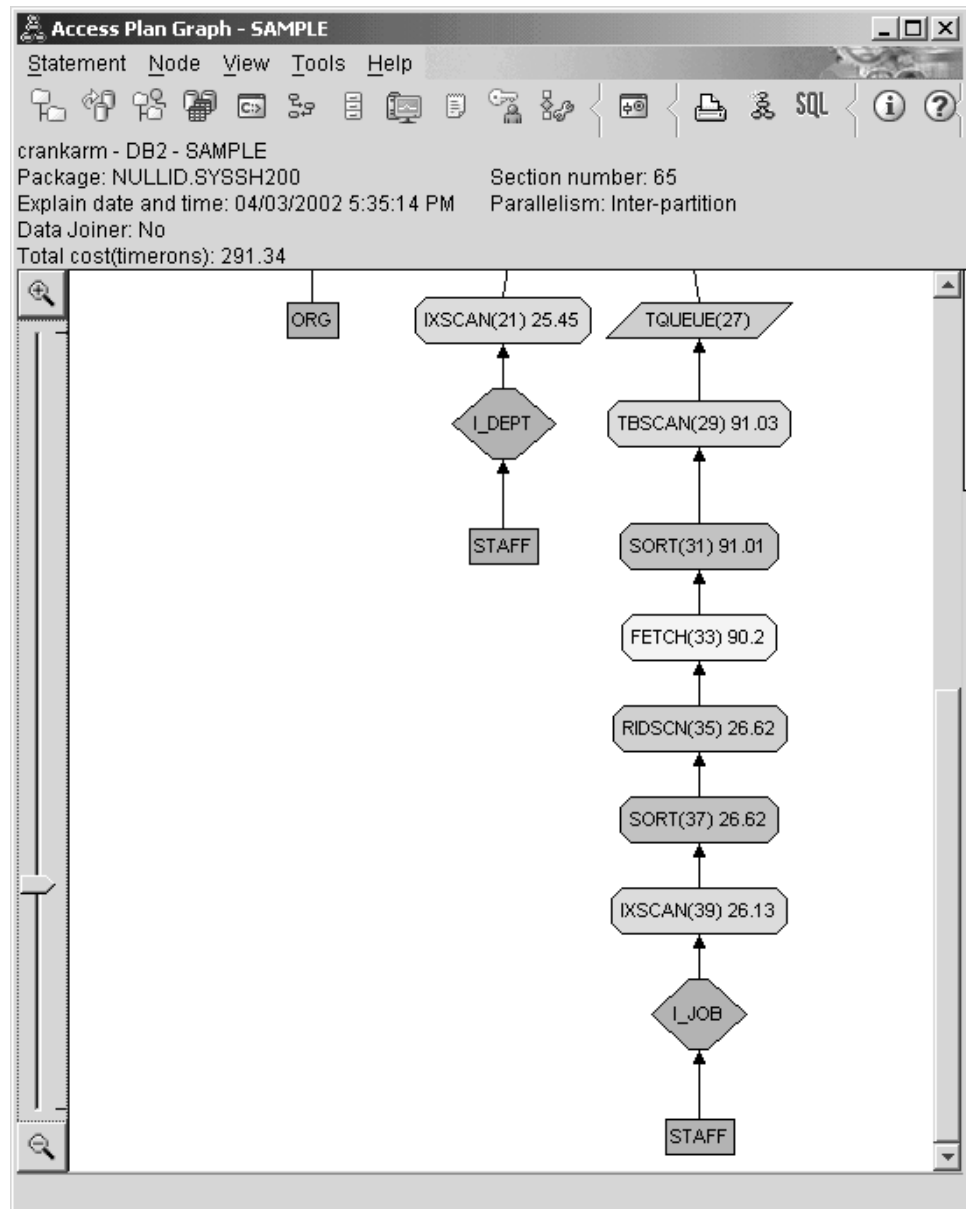 Access Plan Graph - SAMPLE
Statement Node View Tools Help
C:> SQL i ?
crankarm - DB2 - SAMPLE
Package: NULLID.SYSSH200 Section number: 65
Explain date and time: 04/03/2002 5:35:14 PM Parallelism: Inter-partition
Data Joiner: No
Total cost(timerons): 291.34
ORG IXSCAN(21) 25.45 TQUEUE(27)
I_DEPT TBSCAN(29) 91.03
STAFF SORT(31) 91.01
FETCH(33) 90.2
RIDSCN(35) 26.62
SORT(37) 26.62
IXSCAN(39) 26.13
I_JOB
STAFF